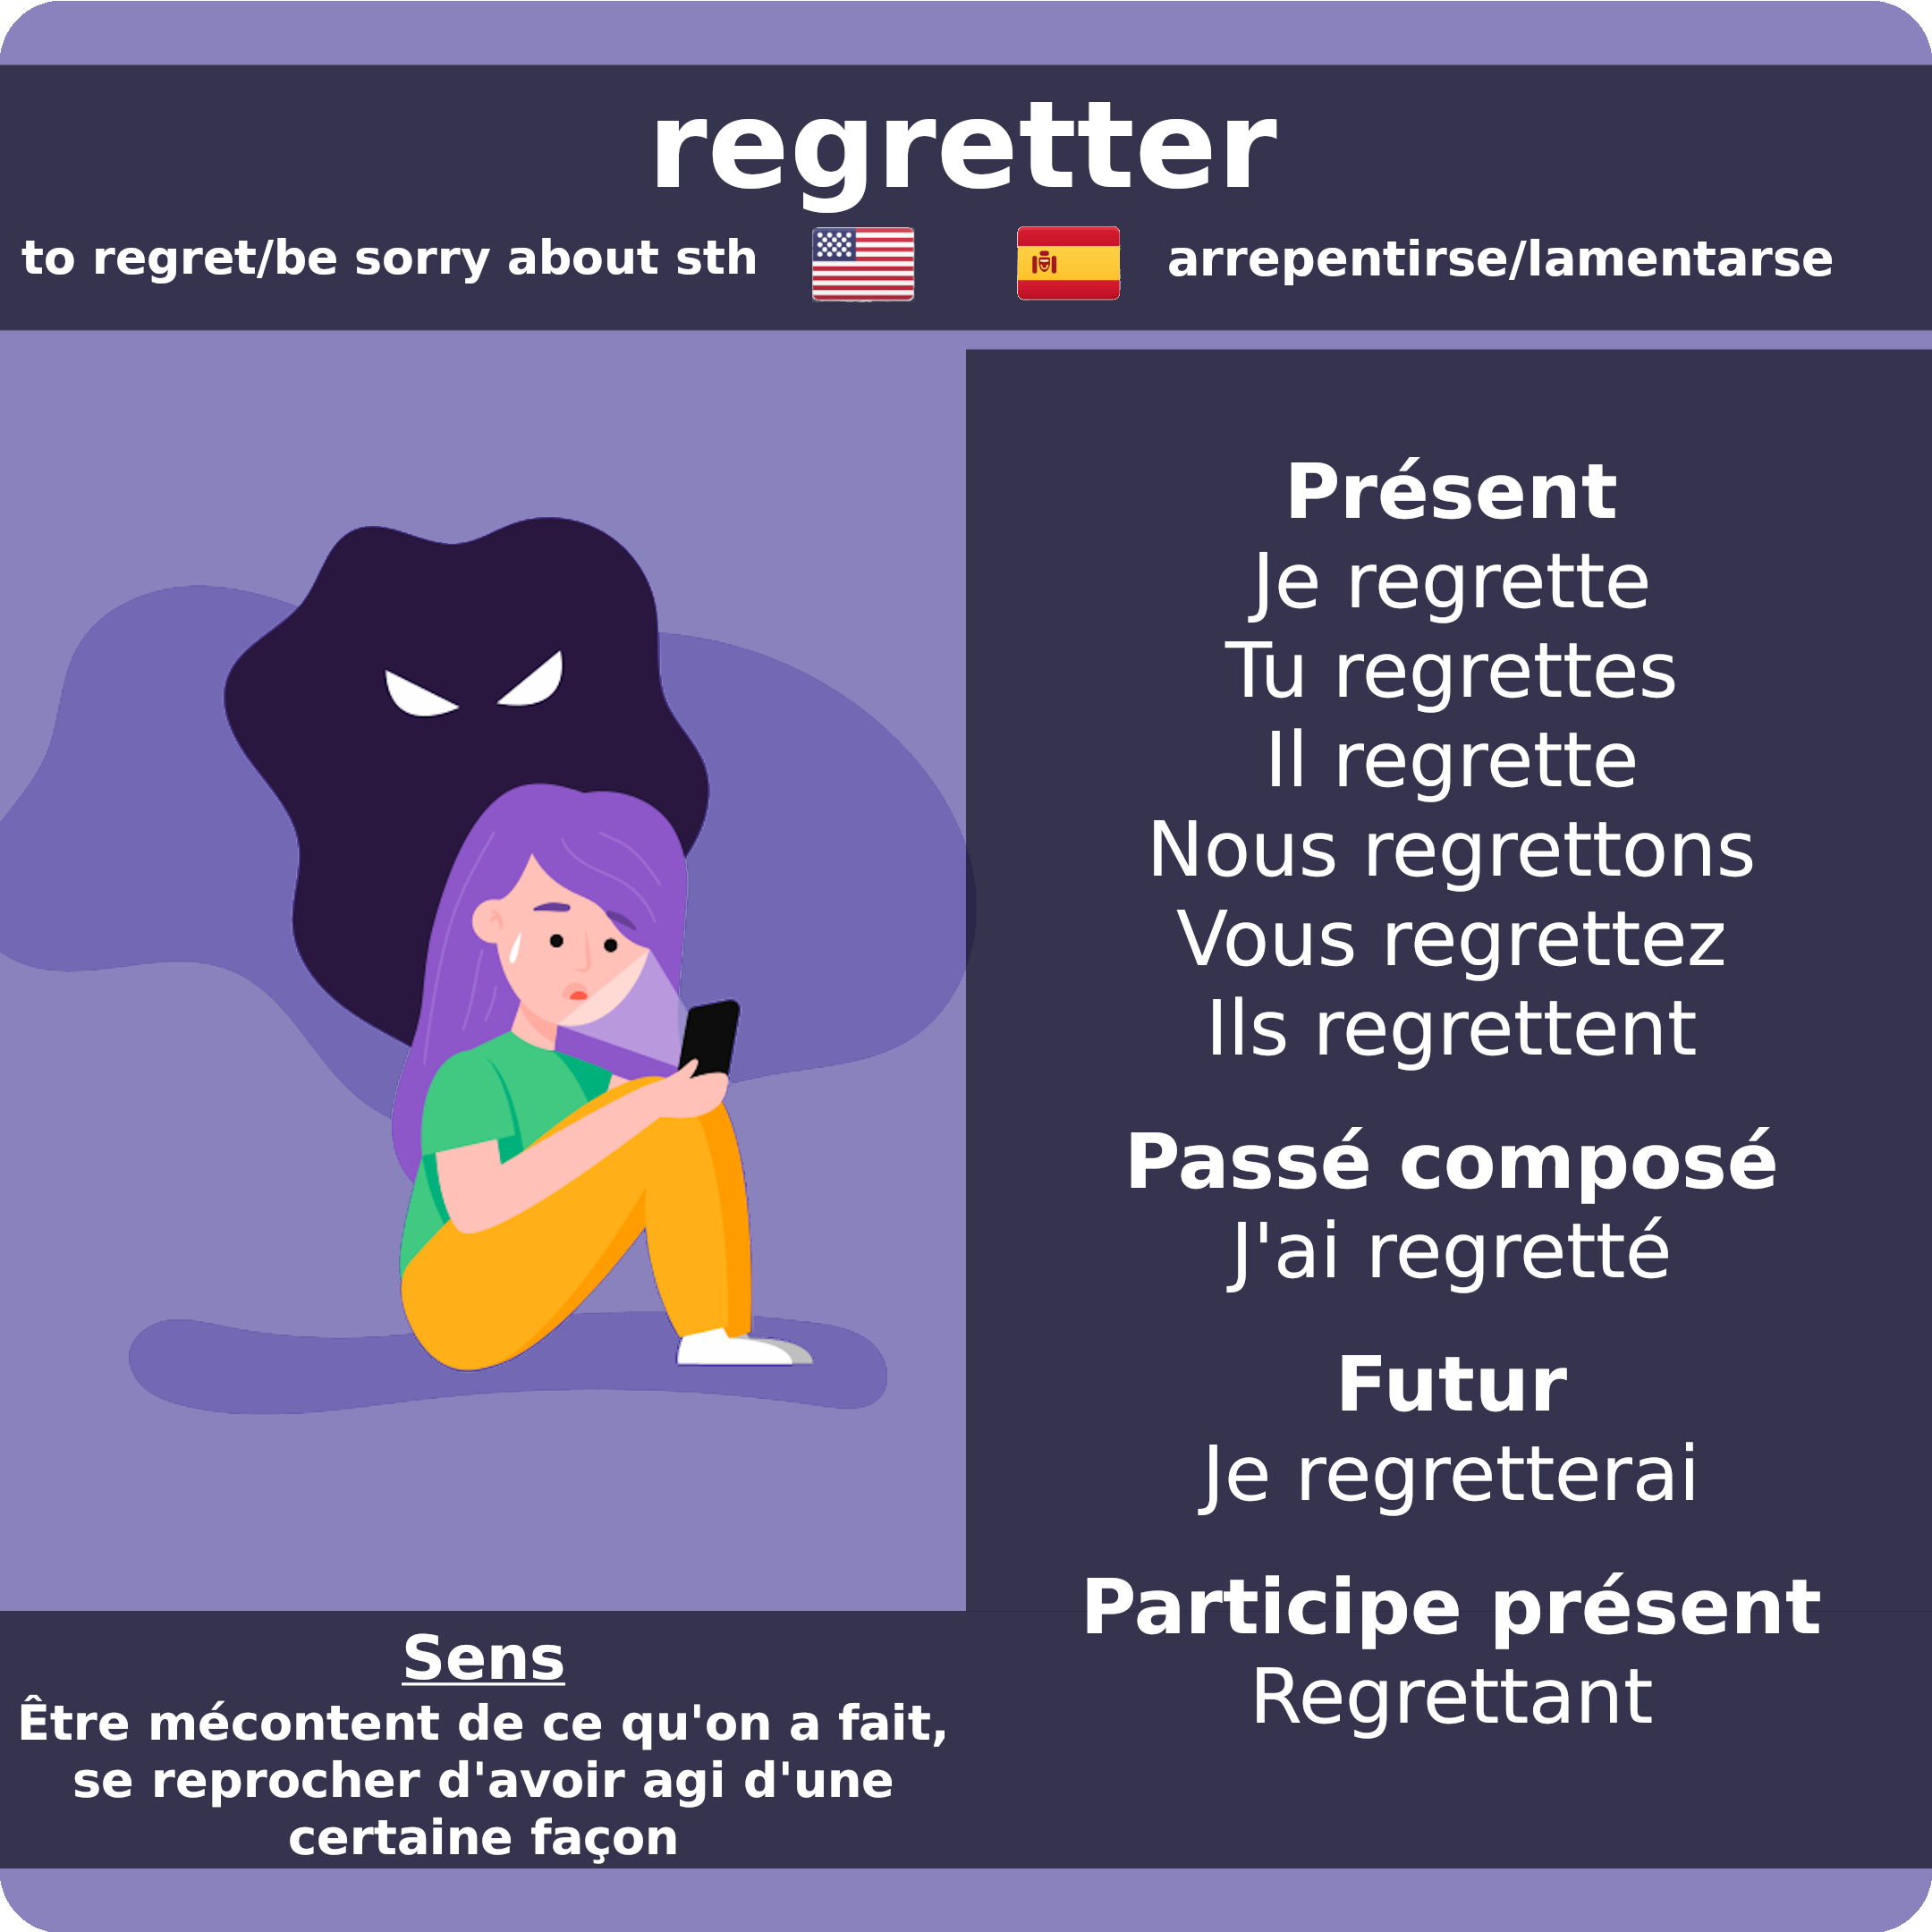 regretter
to regret/be sorry about sth
arrepentirse/lamentarse
Présent
Je regrette
Tu regrettes
Il regrette
Nous regrettons
Vous regrettez
Ils regrettent
Passé composé
J'ai regretté
Futur
Je regretterai
Participe présent
Regrettant
Sens
Être mécontent de ce qu'on a fait,
se reprocher d'avoir agi d'une
certaine façon